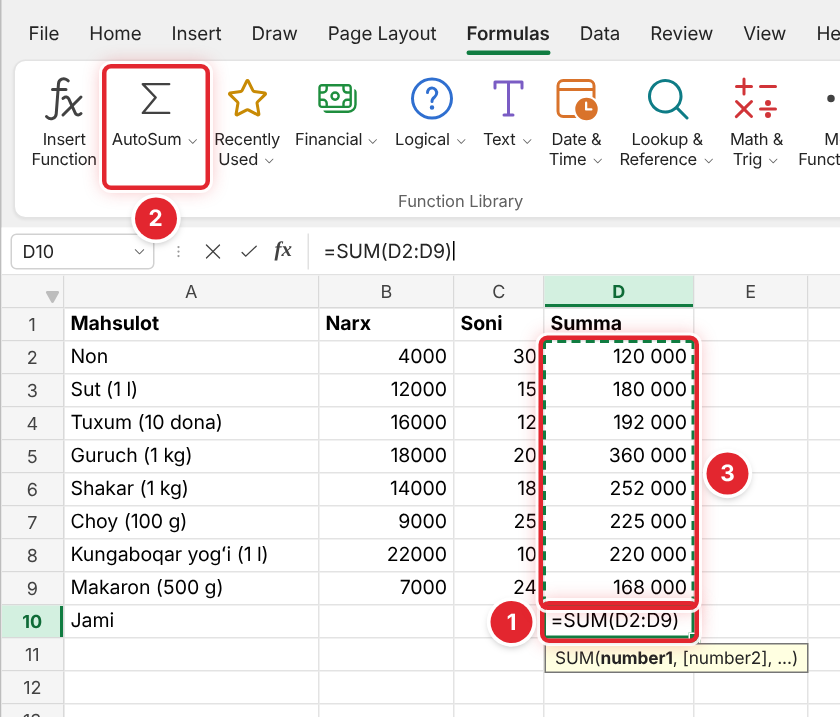 File Home Insert Draw Page Layout Formulas Data Review View He
Insert Function AutoSum Recently Used Financial Logical Text Date & Time Lookup & Reference Math & Trig M Funct
Function Library
2
D10 fx =SUM(D2:D9)
A B C D E
1 Mahsulot Narx Soni Summa
2 Non 4000 30 120 000
3 Sut (1 l) 12000 15 180 000
4 Tuxum (10 dona) 16000 12 192 000
5 Guruch (1 kg) 18000 20 360 000
3
6 Shakar (1 kg) 14000 18 252 000
7 Choy (100 g) 9000 25 225 000
8 Kungaboqar yogʻi (1 l) 22000 10 220 000
9 Makaron (500 g) 7000 24 168 000
10 Jami 1 =SUM(D2:D9)
11 SUM(number1, [number2], ...)
12